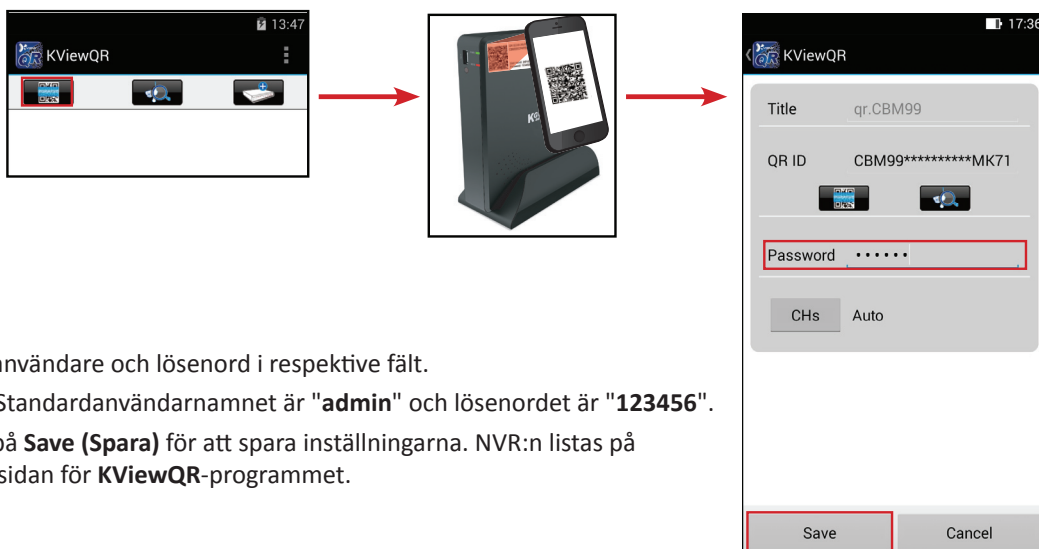 13:47
KViewQR
17:36
KViewQR
Title qr.CBM99
QR ID CBM99**********MK71
Password ••••••
CHs Auto
Save Cancel
användare och lösenord i respektive fält.
Standardanvändarnamnet är "admin" och lösenordet är "123456".
på Save (Spara) för att spara inställningarna. NVR:n listas på
sidan för KViewQR-programmet.